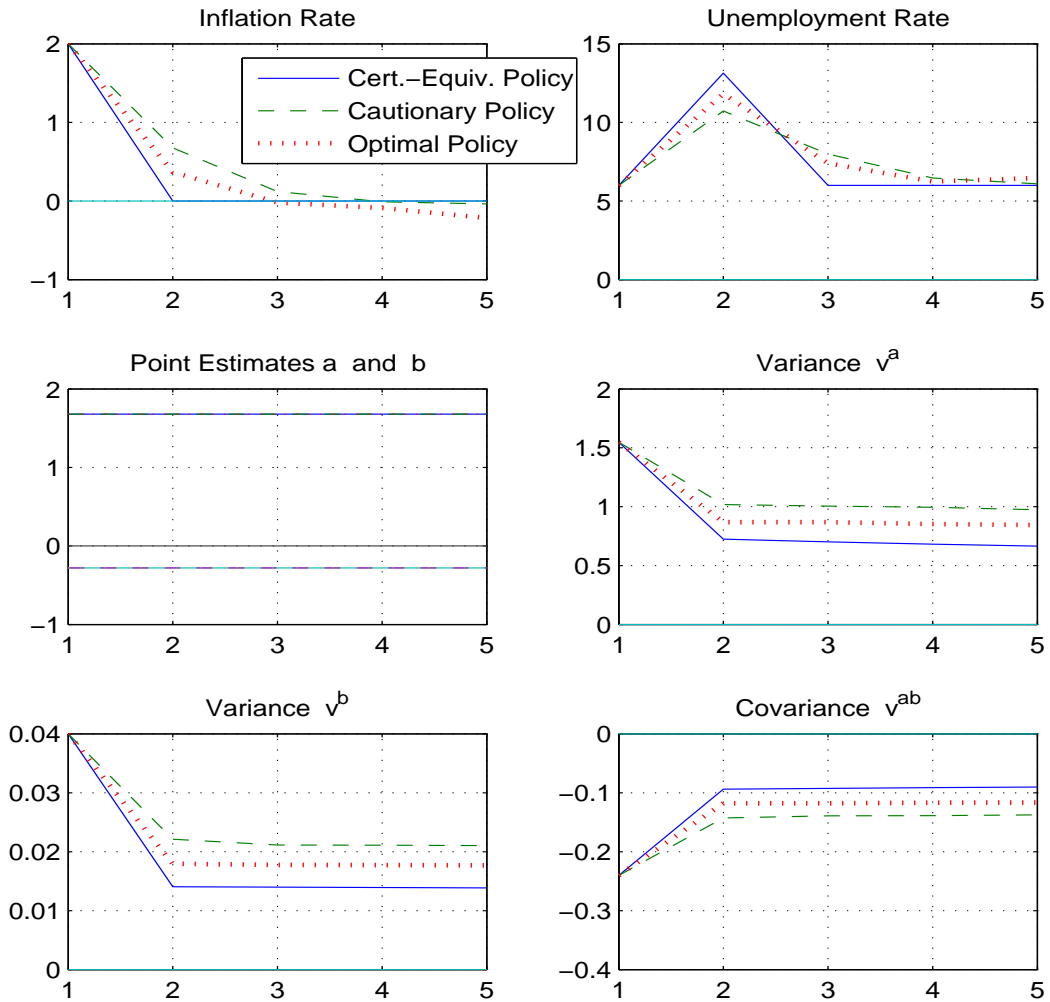 Inflation Rate
2
1
0
−1
1 2 3 4 5
Cert.−Equiv. Policy
Cautionary Policy
Optimal Policy
Unemployment Rate
15
10
5
0
1 2 3 4 5
Point Estimates a and b
2
1
0
−1
1 2 3 4 5
Variance v^a
2
1.5
1
0.5
0
1 2 3 4 5
Variance v^b
0.04
0.03
0.02
0.01
0
1 2 3 4 5
Covariance v^ab
0
−0.1
−0.2
−0.3
−0.4
1 2 3 4 5